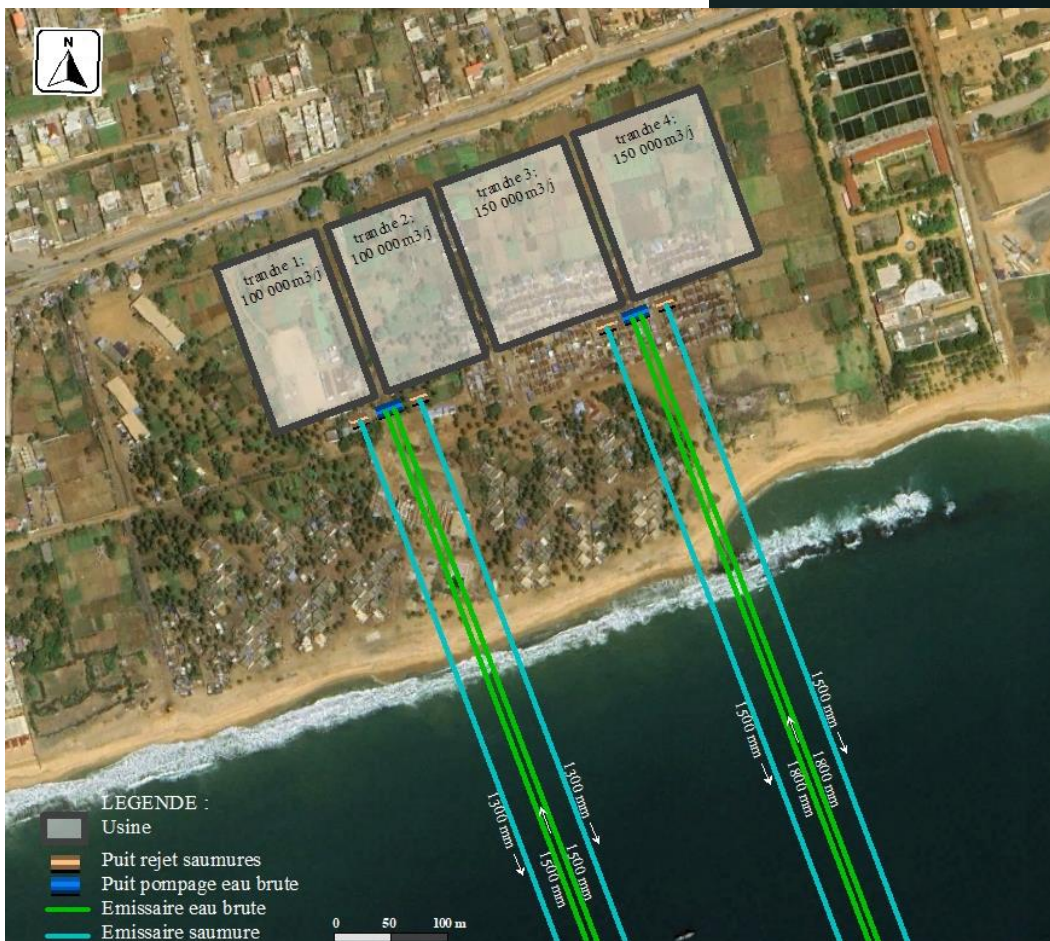 N
tranche 4:
150 000 m3/j
tranche 3:
150 000 m3/j
tranche 2:
100 000 m3/j
tranche 1:
100 000 m3/j
1500 mm
1500 mm
1800 mm
1800 mm
1300 mm
1300 mm
1500 mm
1500 mm
LEGENDE :
Usine
Puit rejet saumures
Puit pompage eau brute
Emissaire eau brute
Emissaire saumure
0 50 100 m